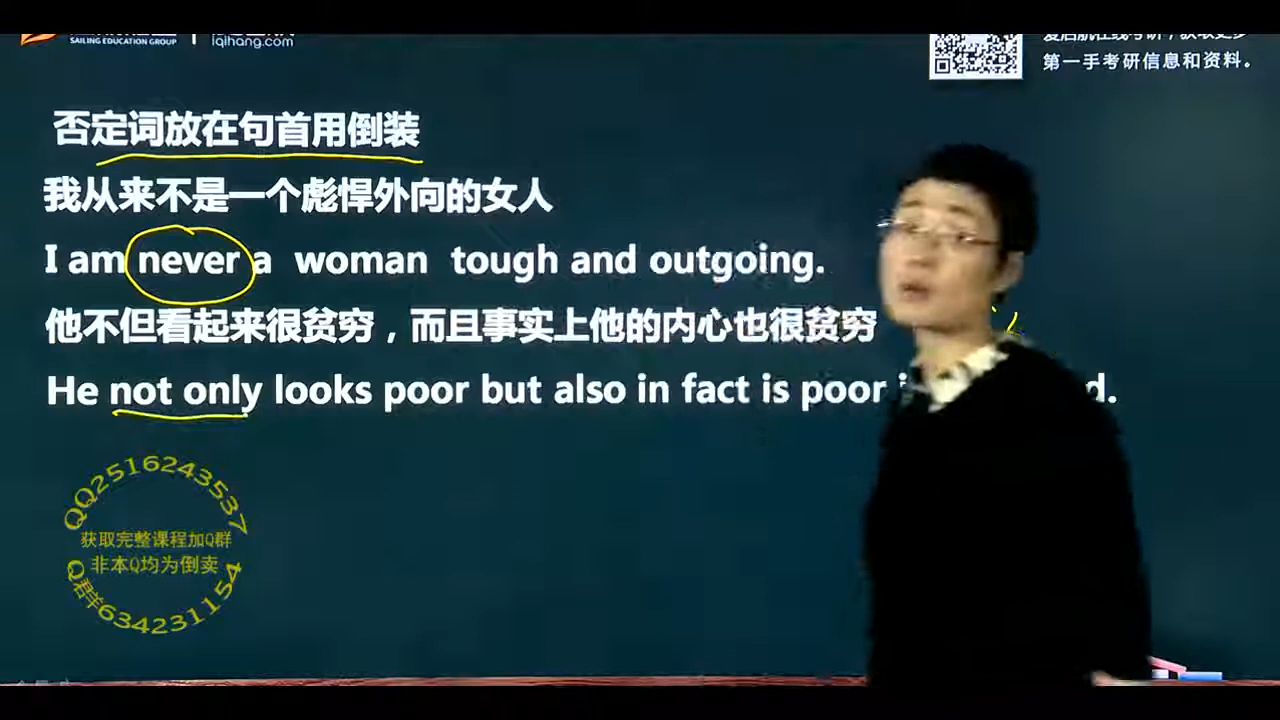 SAILING EDUCATION GROUP
iqihang.com
第一手考研信息和资料。
否定词放在句首用倒装
我从来不是一个彪悍外向的女人
I am never a woman tough and outgoing.
他不但看起来很贫穷，而且事实上他的内心也很贫穷
He not only looks poor but also in fact is poor
QQ2516243537
获取完整课程加Q群
非本Q均为倒卖
Q群634231154